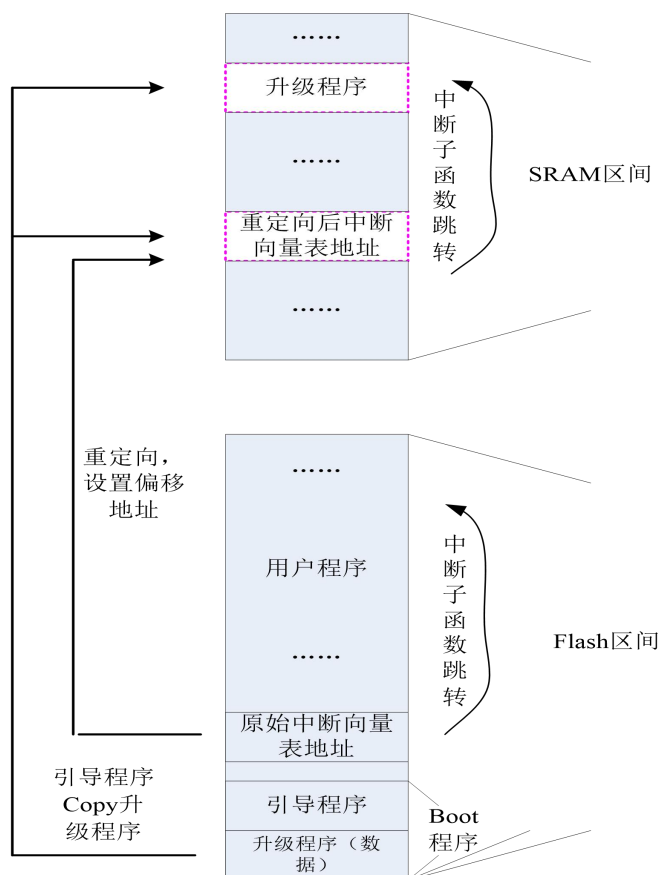 ……
升级程序
……
重定向后中断
向量表地址
……
中
断
子
函
数
跳
转
SRAM区间
重定向，
设置偏移
地址
……
用户程序
……
原始中断向量
表地址
中
断
子
函
数
跳
转
Flash区间
引导程序
Copy升
级程序
引导程序
升级程序（数
据）
Boot
程序